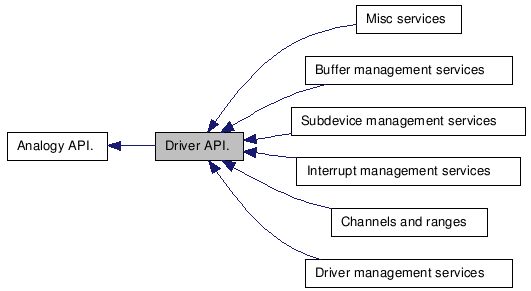 Misc services
Buffer management services
Subdevice management services
Analogy API.
Driver API.
Interrupt management services
Channels and ranges
Driver management services